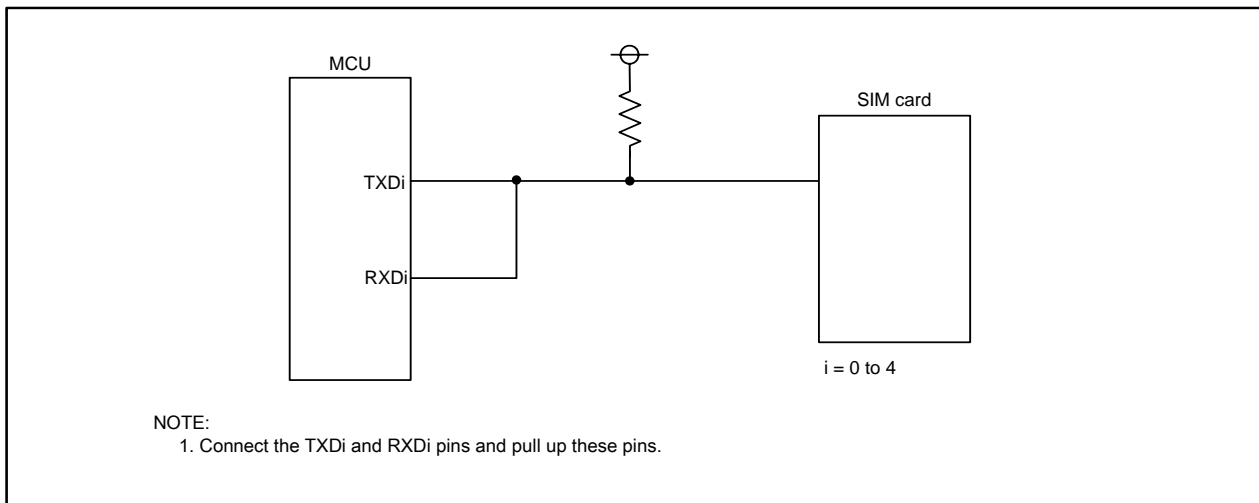 MCU
SIM card
TXDi
RXDi
i = 0 to 4
NOTE:
1. Connect the TXDi and RXDi pins and pull up these pins.